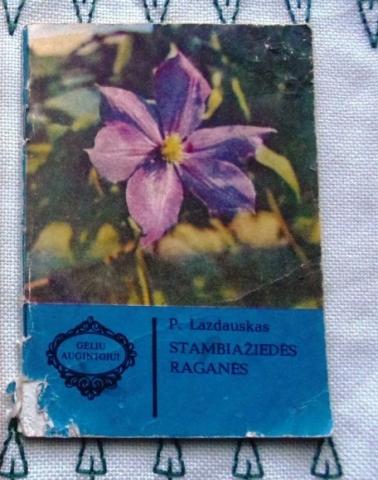 GĖLIŲ
AUGINTOJUI
P. Lazdauskas
STAMBIAŽIEDĖS
RAGANĖS